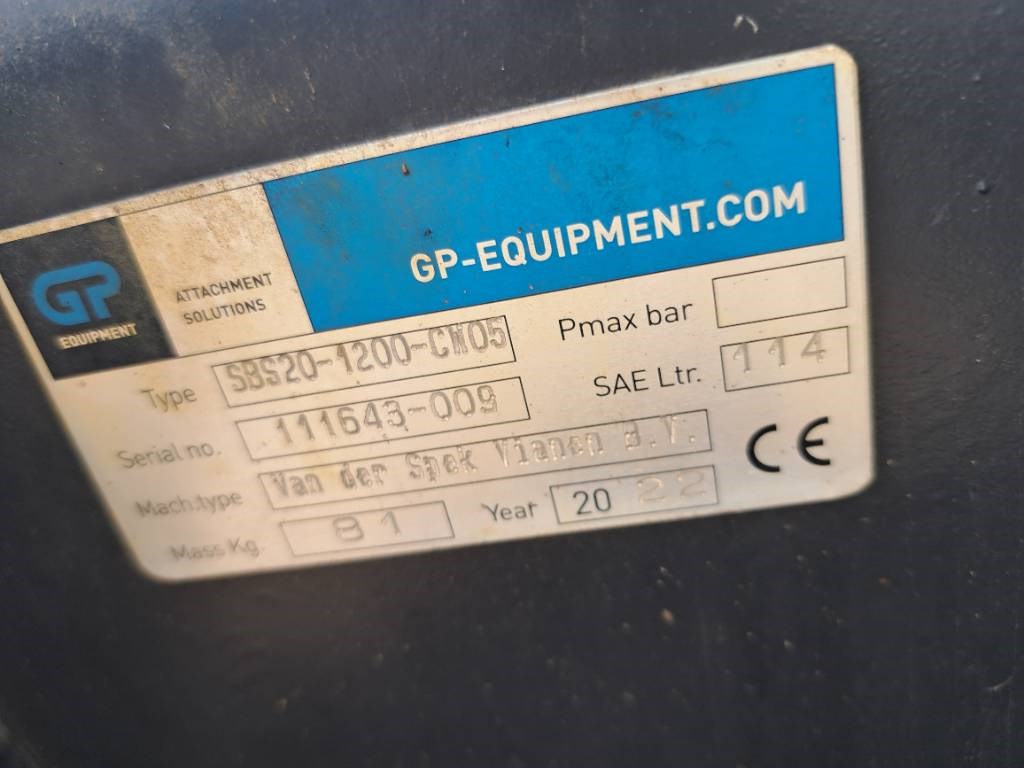 GP
EQUIPMENT
ATTACHMENT
SOLUTIONS
GP-EQUIPMENT.COM
Type SBS20-1200-CW05
Pmax bar
Serial no. 111643-009
SAE Ltr. 114
Mach.type Van der Spek Vianen B.V.
CE
Mass Kg. 81
Year 2022